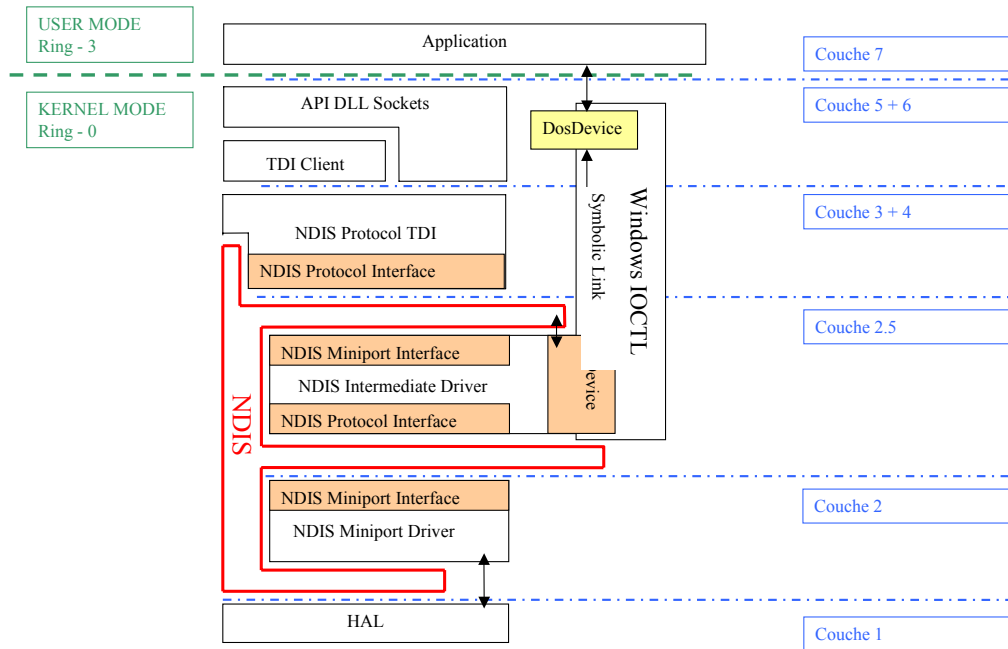 USER MODE
Ring - 3
Application
Couche 7
KERNEL MODE
Ring - 0
API DLL Sockets
DosDevice
Couche 5 + 6
TDI Client
Symbolic Link
Windows IOCTL
NDIS Protocol TDI
Couche 3 + 4
NDIS Protocol Interface
NDIS
NDIS Miniport Interface
Couche 2.5
NDIS Intermediate Driver
NDIS Protocol Interface
NDIS Miniport Interface
Couche 2
NDIS Miniport Driver
HAL
Couche 1